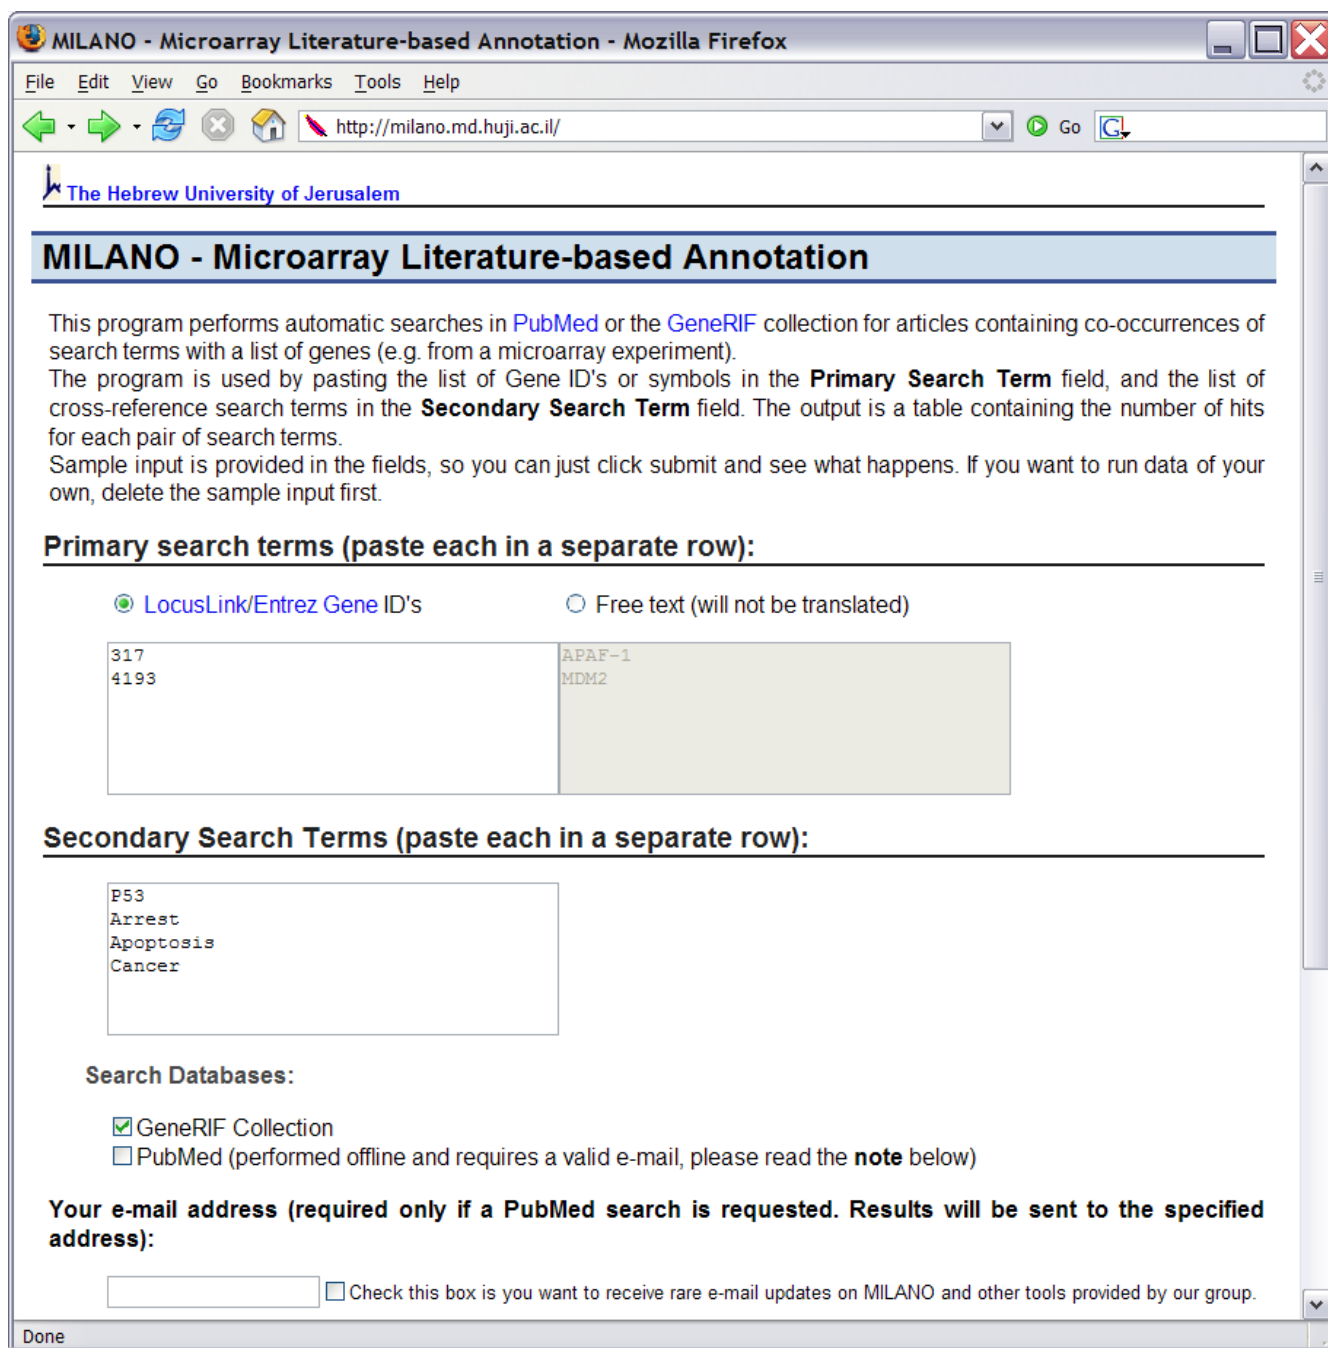 MILANO - Microarray Literature-based Annotation - Mozilla Firefox
File Edit View Go Bookmarks Tools Help
http://milano.md.huji.ac.il/ Go G
The Hebrew University of Jerusalem
MILANO - Microarray Literature-based Annotation
This program performs automatic searches in PubMed or the GeneRIF collection for articles containing co-occurrences of
search terms with a list of genes (e.g. from a microarray experiment).
The program is used by pasting the list of Gene ID's or symbols in the Primary Search Term field, and the list of
cross-reference search terms in the Secondary Search Term field. The output is a table containing the number of hits
for each pair of search terms.
Sample input is provided in the fields, so you can just click submit and see what happens. If you want to run data of your
own, delete the sample input first.
Primary search terms (paste each in a separate row):
LocusLink/Entrez Gene ID's Free text (will not be translated)
317 APAF-1
4193 MDM2
Secondary Search Terms (paste each in a separate row):
P53
Arrest
Apoptosis
Cancer
Search Databases:
GeneRIF Collection
PubMed (performed offline and requires a valid e-mail, please read the note below)
Your e-mail address (required only if a PubMed search is requested. Results will be sent to the specified
address):
Check this box is you want to receive rare e-mail updates on MILANO and other tools provided by our group.
Done